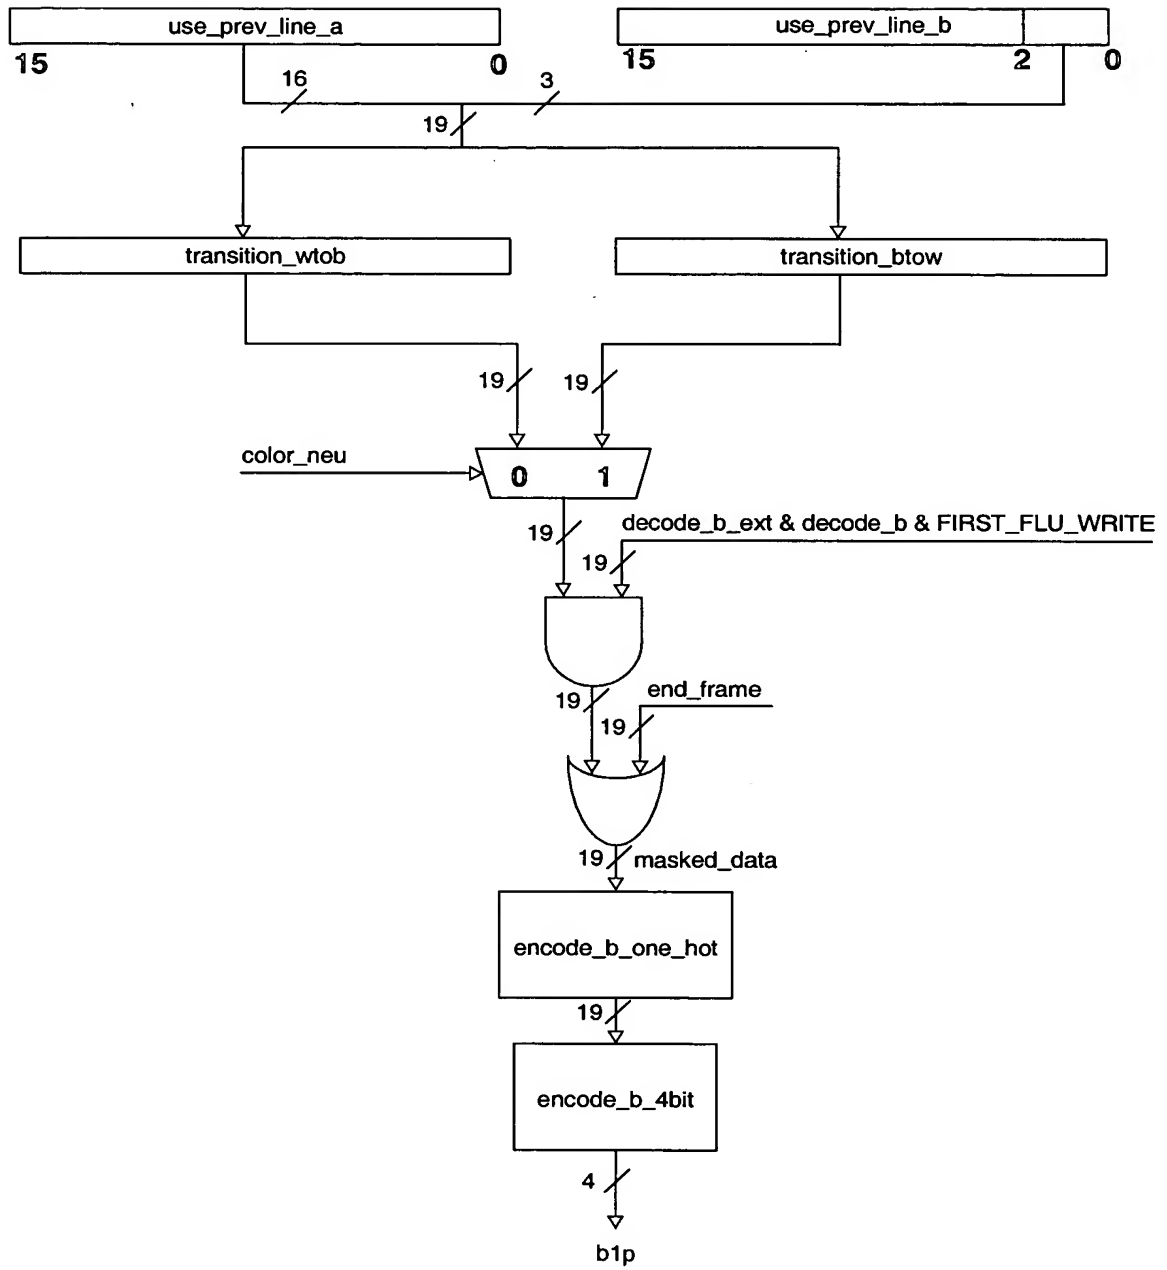 use_prev_line_a
use_prev_line_b
15
0
15
2
0
16
3
19
transition_wtob
transition_btow
19
19
color_neu
0
1
19
decode_b_ext & decode_b & FIRST_FLU_WRITE
19
19
end_frame
19
19
masked_data
encode_b_one_hot
19
encode_b_4bit
4
b1p